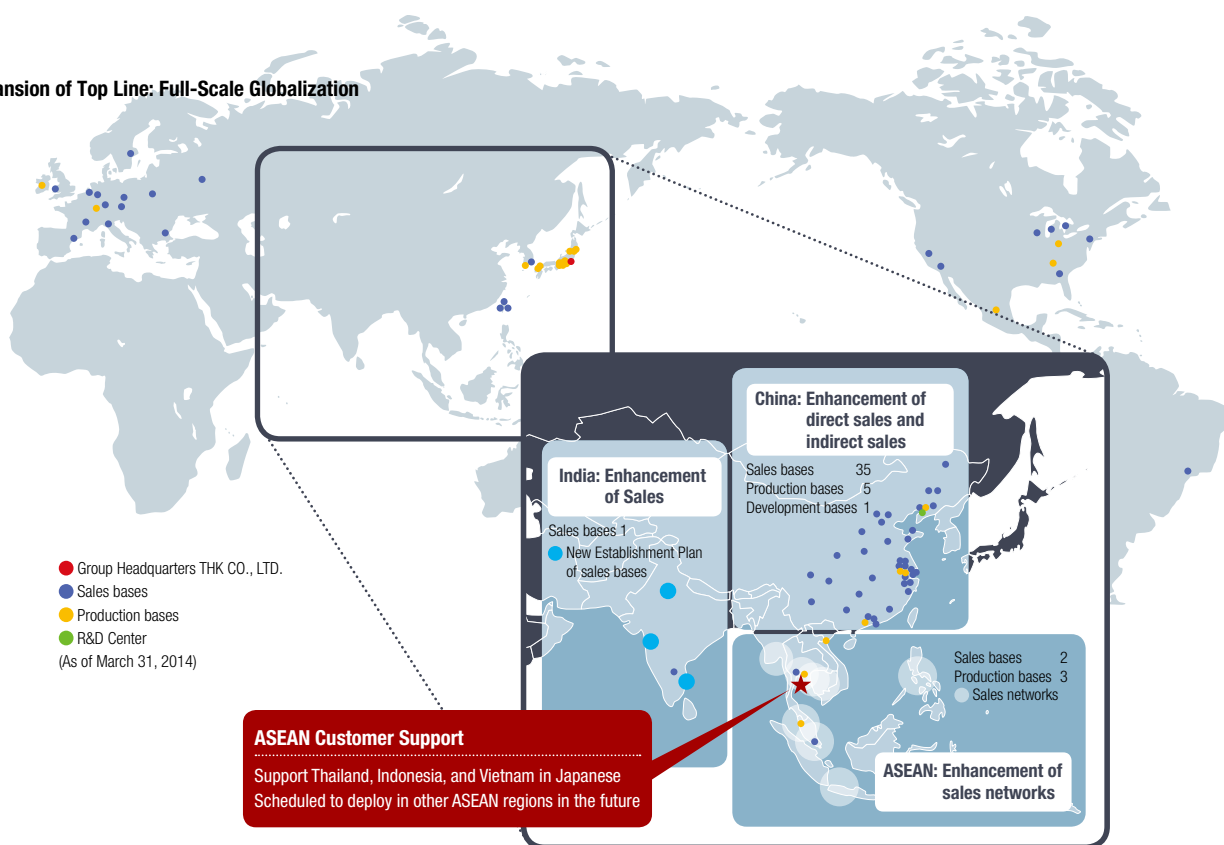 ansion of Top Line: Full-Scale Globalization
China: Enhancement of
direct sales and
indirect sales
Sales bases 35
Production bases 5
Development bases 1
India: Enhancement
of Sales
Sales bases 1
New Establishment Plan
of sales bases
Group Headquarters THK CO., LTD.
Sales bases
Production bases
R&D Center
(As of March 31, 2014)
Sales bases 2
Production bases 3
Sales networks
ASEAN: Enhancement of
sales networks
ASEAN Customer Support
Support Thailand, Indonesia, and Vietnam in Japanese
Scheduled to deploy in other ASEAN regions in the future